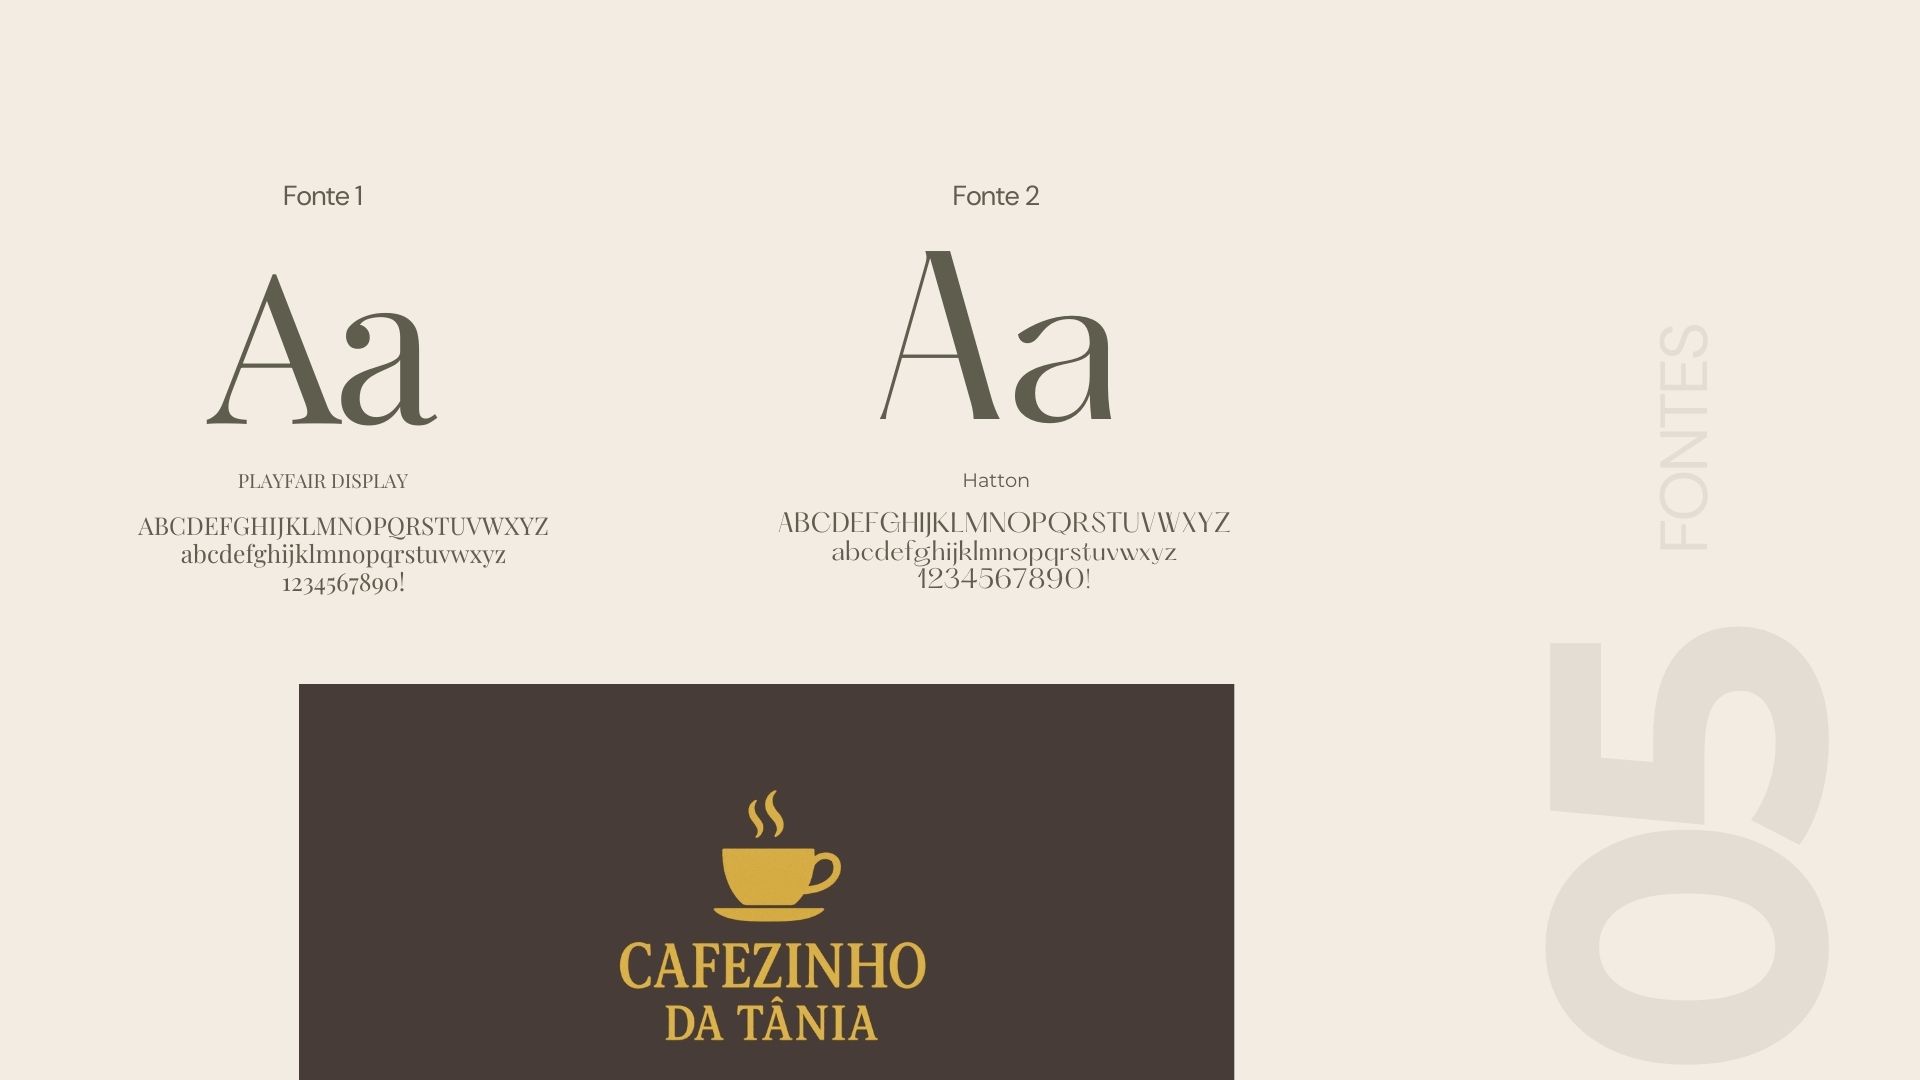 Fonte 1
Aa
PLAYFAIR DISPLAY
ABCDEFGHIJKLMNOPQRSTUVWXYZ
abcdefghijklmnopqrstuvwxyz
1234567890!
Fonte 2
Aa
Hatton
ABCDEFGHIJKLMNOPQRSTUVWXYZ
abcdefghijklmnopqrstuvwxyz
1234567890!
CAFEZINHO
DA TÂNIA
05
FONTES